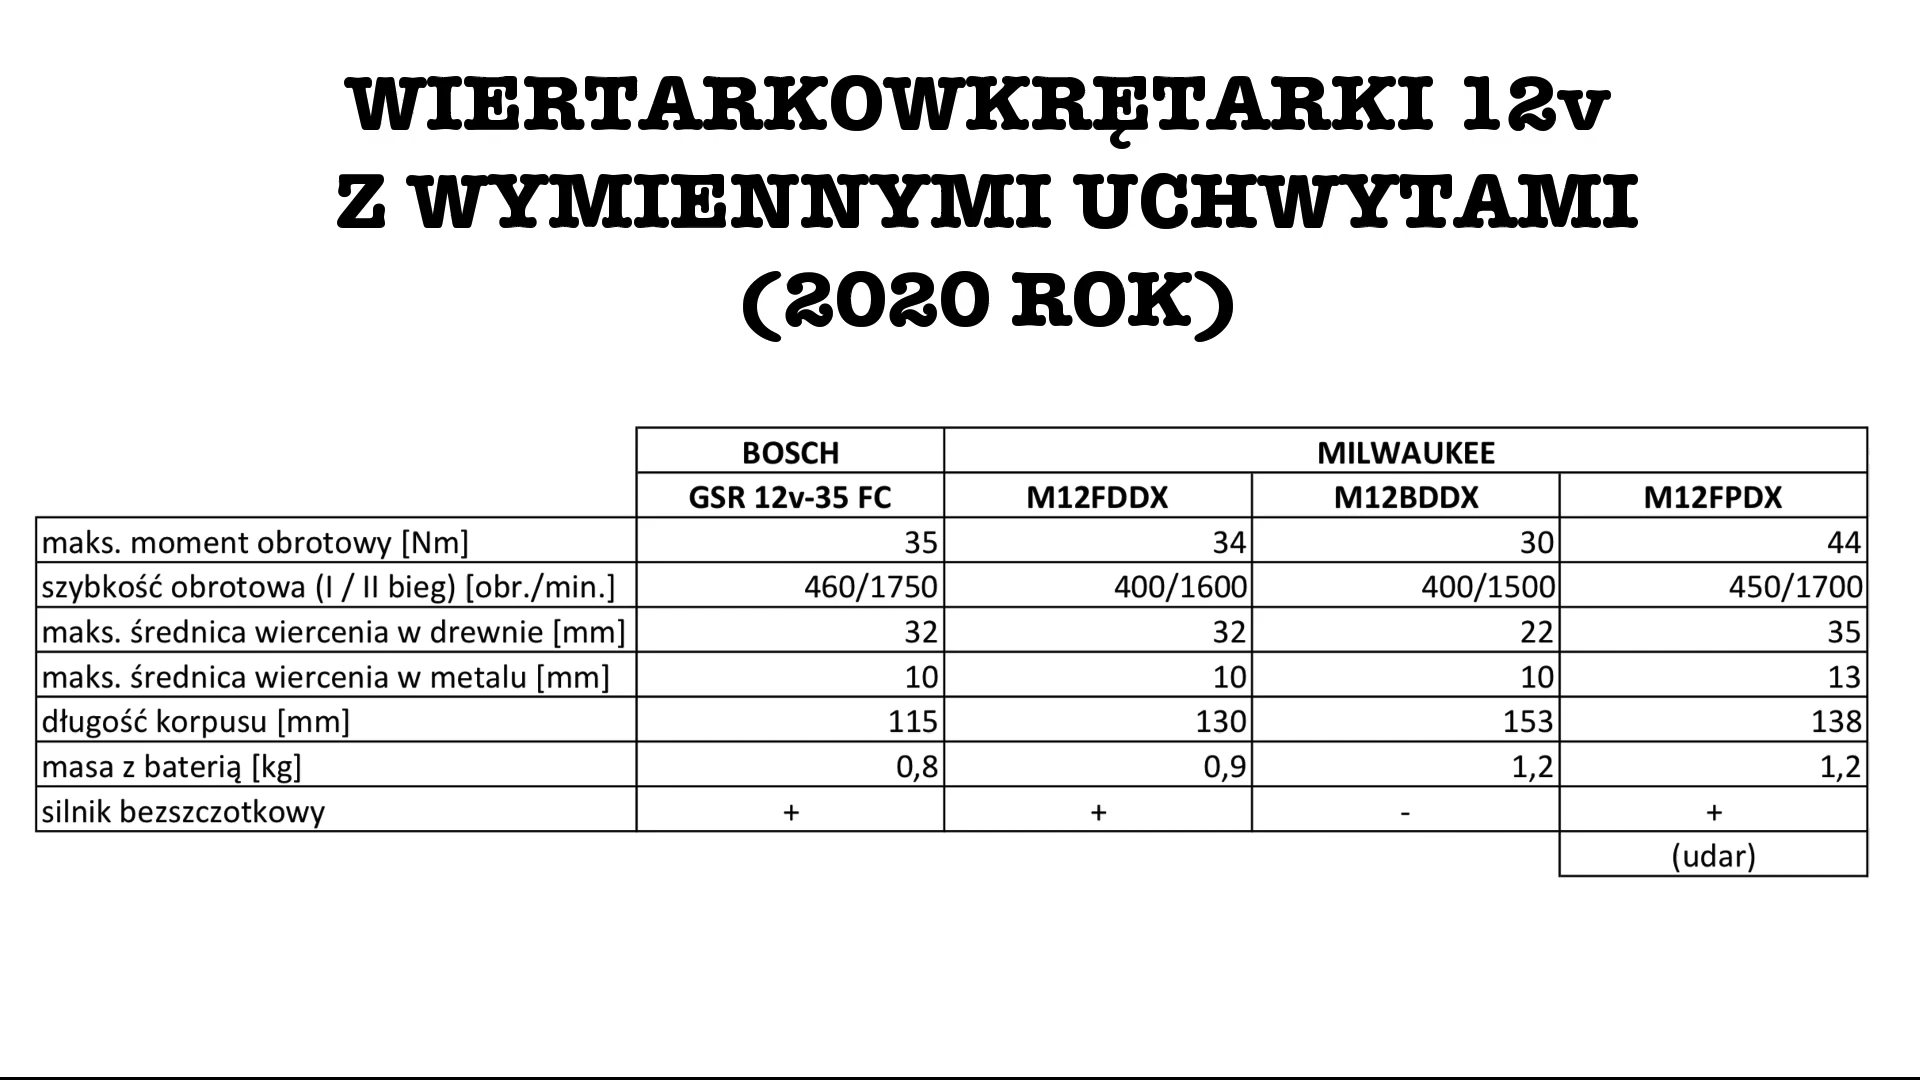 WIERTARKOWKRĘTARKI 12v
Z WYMIENNYMI UCHWYTAMI
(2020 ROK)
BOSCH MILWAUKEE
GSR 12v-35 FC M12FDDX M12BDDX M12FPDX
maks. moment obrotowy [Nm] 35 34 30 44
szybkość obrotowa (I / II bieg) [obr./min.] 460/1750 400/1600 400/1500 450/1700
maks. średnica wiercenia w drewnie [mm] 32 32 22 35
maks. średnica wiercenia w metalu [mm] 10 10 10 13
długość korpusu [mm] 115 130 153 138
masa z baterią [kg] 0,8 0,9 1,2 1,2
silnik bezszczotkowy + + - +
(udar)